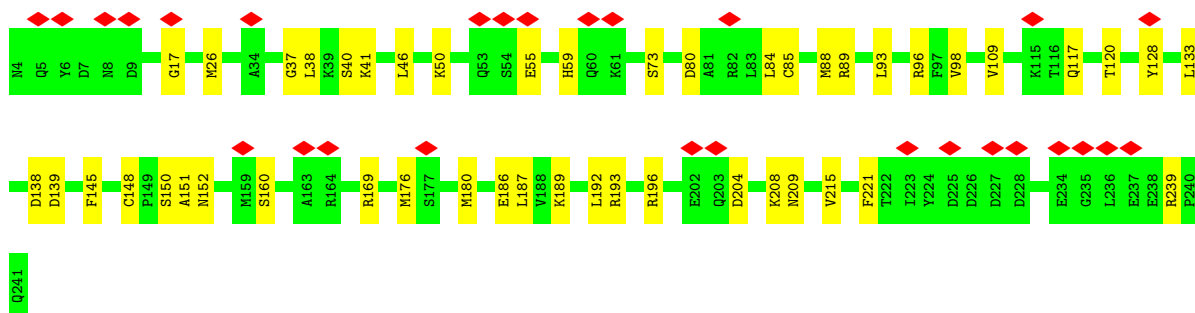 N4 Q5 Y6 D7 N8 D9 G17 M26 A34 G37 L38 K39 S40 K41 L46 K50 Q53 S54 E55 H59 Q60 K61 S73 D80 A81 R82 L83 L84 C85 M88 R89 L93 R96 F97 V98 V109 K115 T116 Q117 T120 Y128 L133
D138 D139 F145 C148 P149 S150 A151 N152 M159 S160 A163 R164 R169 M176 S177 M180 E186 L187 V188 K189 L192 R193 R196 E202 Q203 D204 K208 N209 V215 F221 T222 I223 Y224 D225 D226 D227 D228 E234 G235 L236 E237 E238 R239 P240
Q241